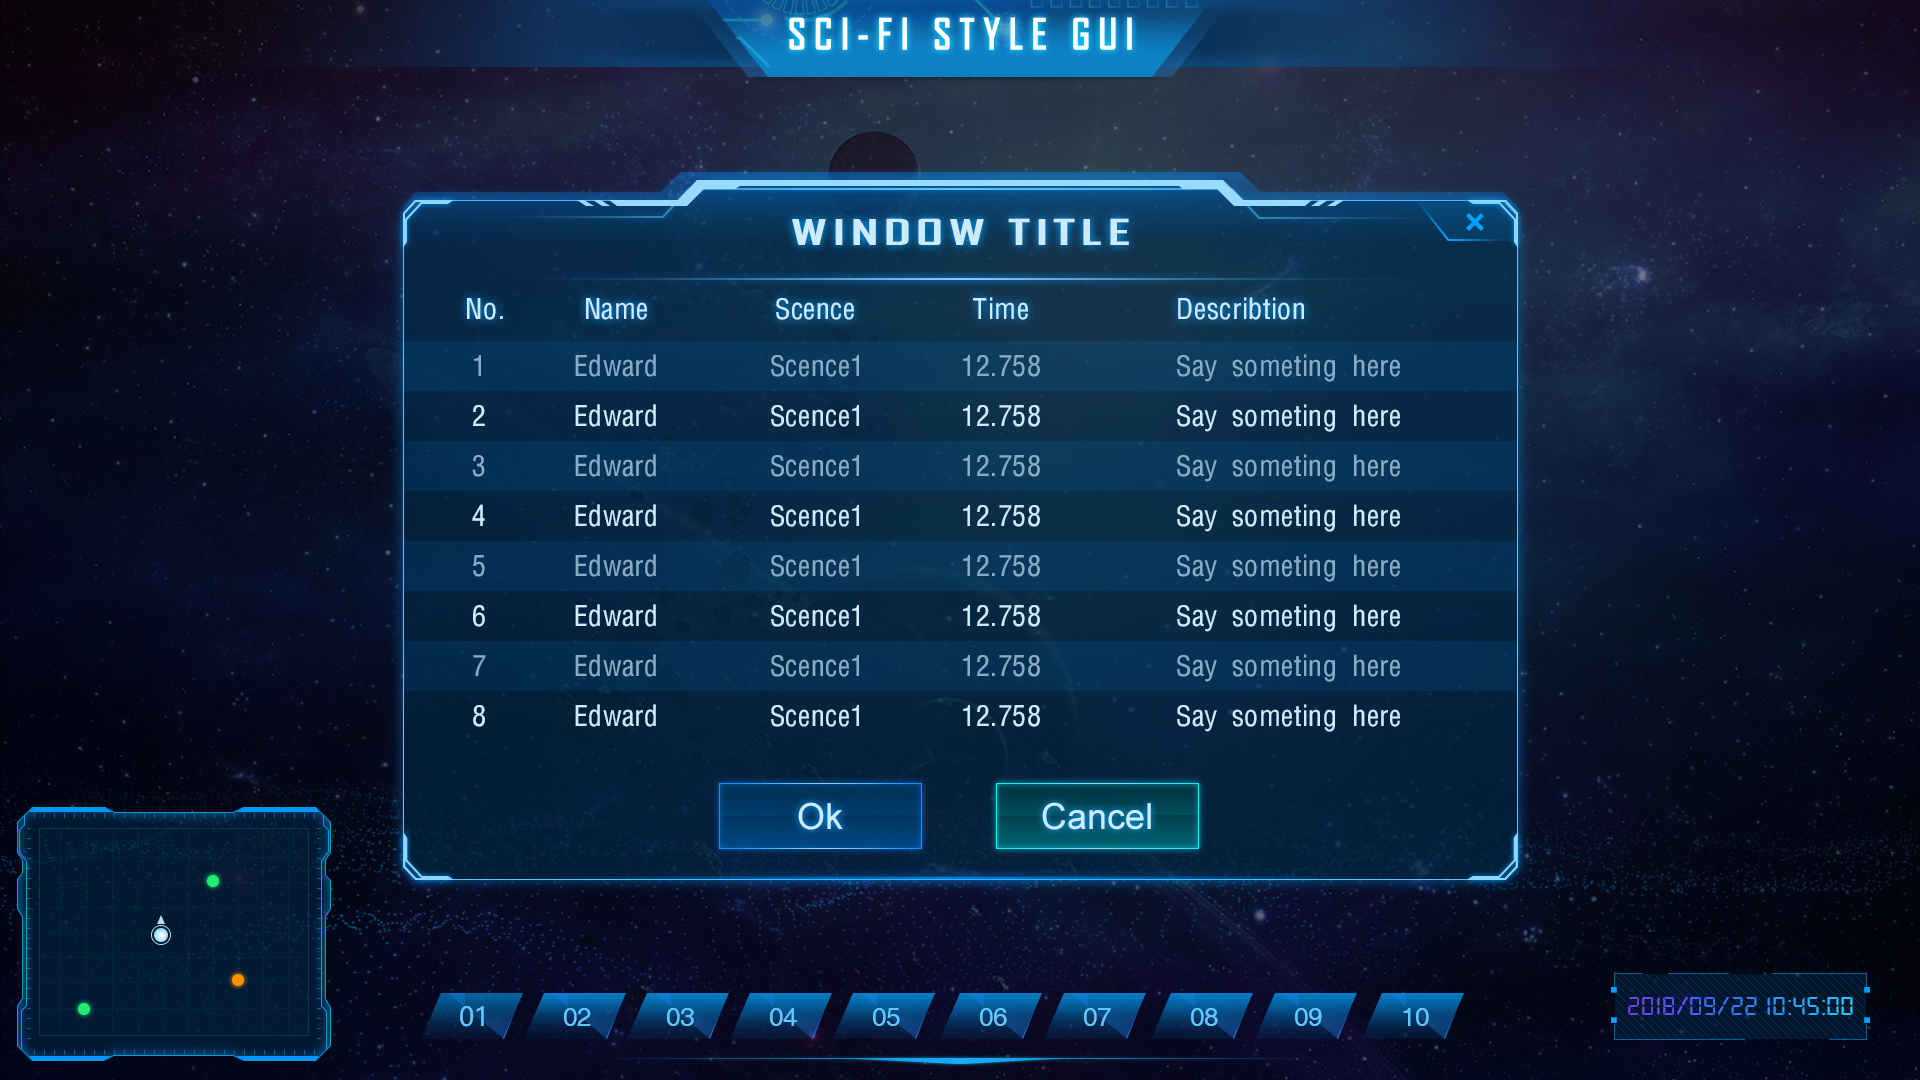 SCI-FI STYLE GUI
WINDOW TITLE
No. Name Scence Time Describtion
1 Edward Scence1 12.758 Say someting here
2 Edward Scence1 12.758 Say someting here
3 Edward Scence1 12.758 Say someting here
4 Edward Scence1 12.758 Say someting here
5 Edward Scence1 12.758 Say someting here
6 Edward Scence1 12.758 Say someting here
7 Edward Scence1 12.758 Say someting here
8 Edward Scence1 12.758 Say someting here
Ok Cancel
01 02 03 04 05 06 07 08 09 10
2018/09/22 10:45:00